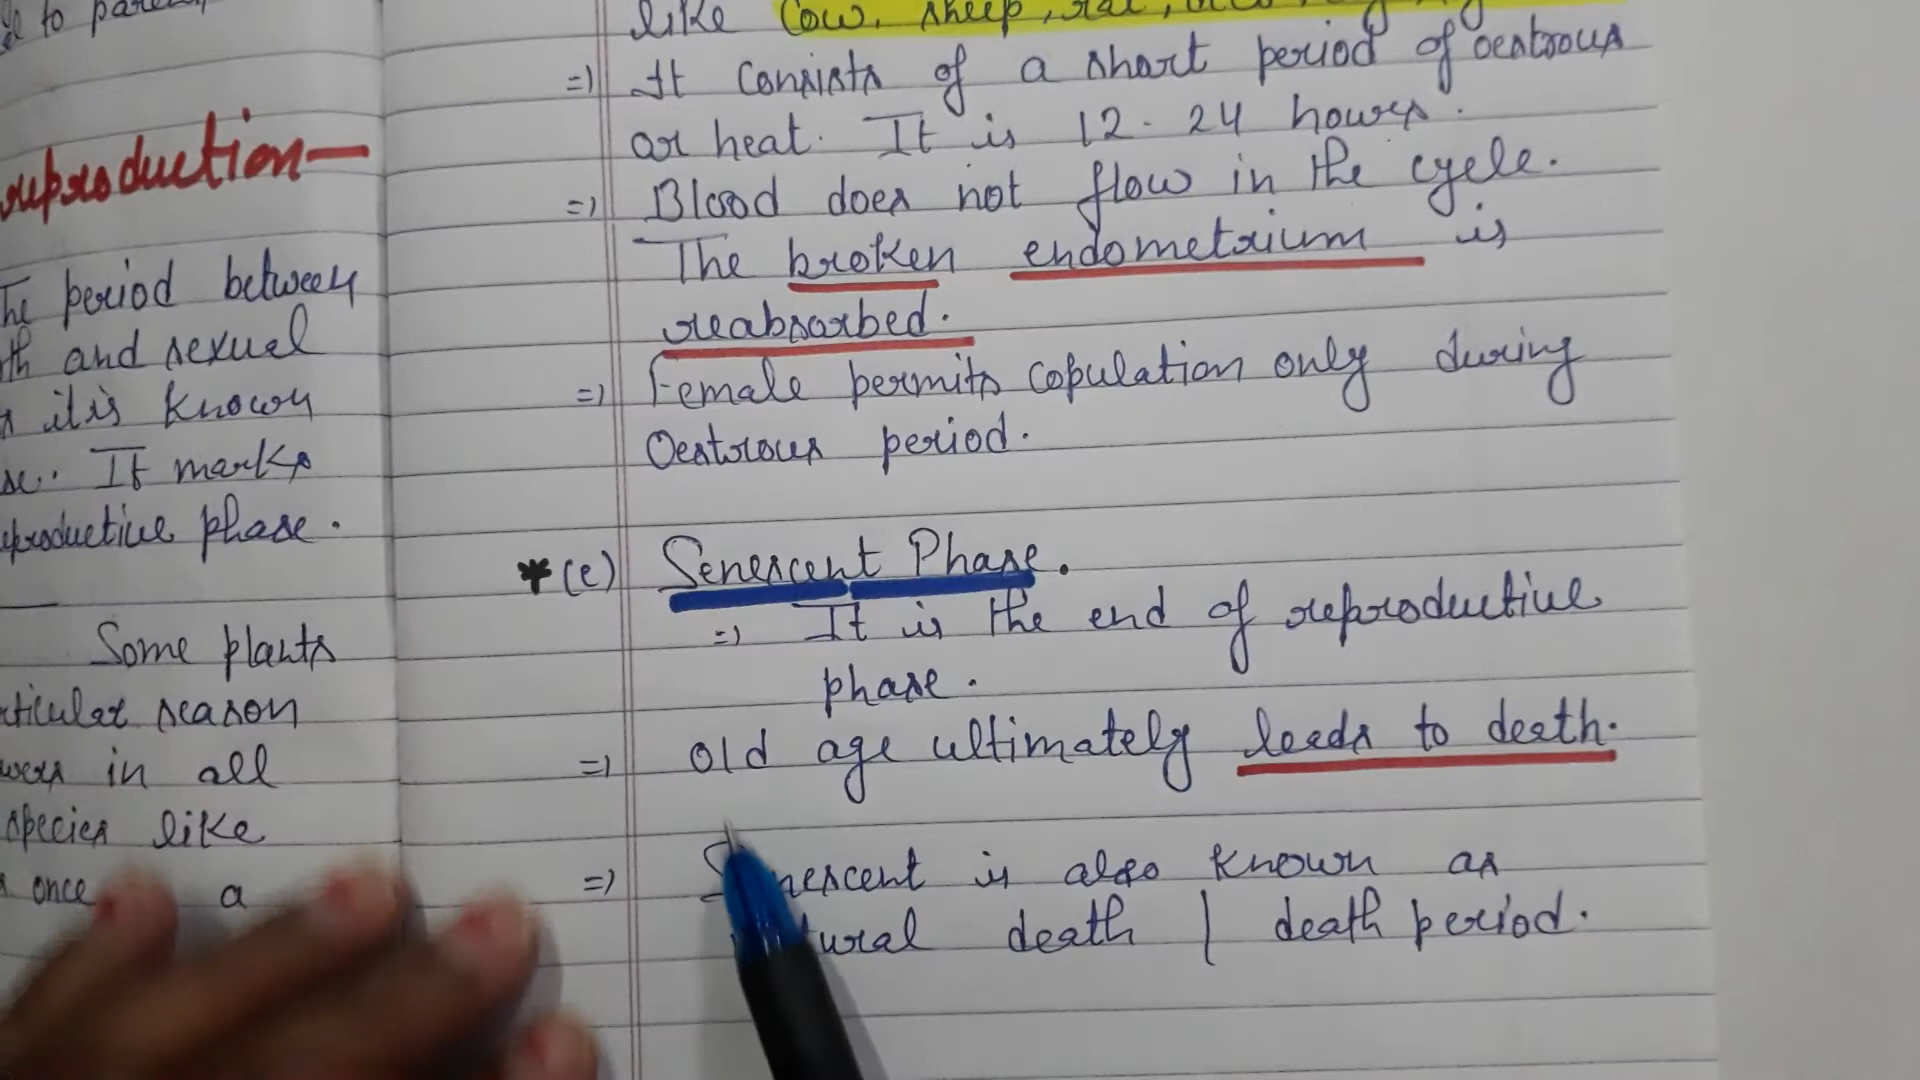 to
reproduction—
The period between
and sexual
it is known
It marks
phase.
Some plants
season
in all
species like
once a
like Cow, sheep, rat,
=) It consists of a short period of oestrous
or heat. It is 12-24 hours.
=) Blood does not flow in the cycle.
The broken endometrium is
reabsorbed.
=) Female permits copulation only during
Oestrous period.
* (e) Senescent Phase.
=) It is the end of reproductive
phase.
=) old age ultimately leads to death.
=) is also known as
death / death period.